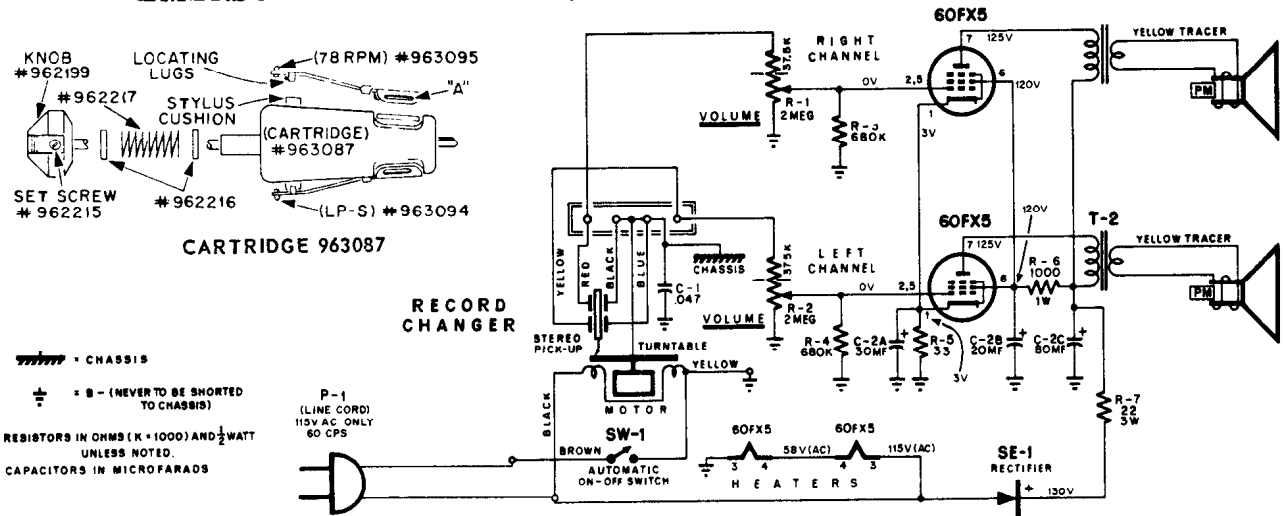 KNOB
#962199
#962217
LOCATING
LUGS
STYLUS
CUSHION
(78 RPM) #963095
"A"
(CARTRIDGE)
#963087
SET SCREW
# 962215
#962216
(LP-S) #963094
CARTRIDGE 963087
= CHASSIS
= B- (NEVER TO BE SHORTED
TO CHASSIS)
RESISTORS IN OHMS (K=1000) AND 1/2 WATT
UNLESS NOTED.
CAPACITORS IN MICROFARADS
RECORD
CHANGER
YELLOW
RED
BLACK
BLUE
C-1
.047
CHASSIS
STEREO
PICK-UP
TURNTABLE
YELLOW
MOTOR
BLACK
P-1
(LINE CORD)
115V AC ONLY
60 CPS
BROWN
SW-1
AUTOMATIC
ON-OFF SWITCH
RIGHT
CHANNEL
37.5K
R-1
2MEG
VOLUME
0V
2,5
R-3
680K
60FX5
7
125V
6
120V
1
3V
YELLOW TRACER
PM
LEFT
CHANNEL
37.5K
R-2
2MEG
VOLUME
0V
2,5
R-4
680K
60FX5
7
125V
6
120V
1
3V
C-2A
30MF
R-5
33
C-2B
20MF
R-6
1000
1W
C-2C
80MF
T-2
YELLOW TRACER
PM
R-7
22
3W
60FX5
3 4
58V(AC)
60FX5
4 3
115V(AC)
HEATERS
SE-1
RECTIFIER
+
130V